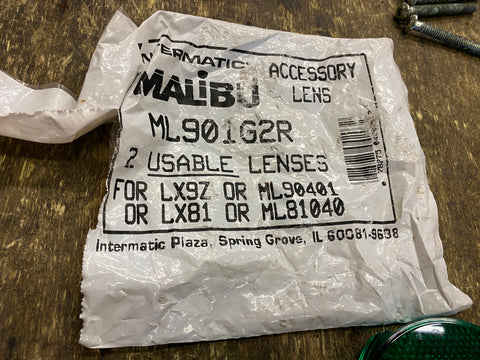 INTERMATIC
MALIBU
ACCESSORY
LENS
ML901G2R
2 USABLE LENSES
FOR LX9Z OR ML90401
OR LX81 OR ML81040
Intermatic Plaza, Spring Grove, IL 60081-9698